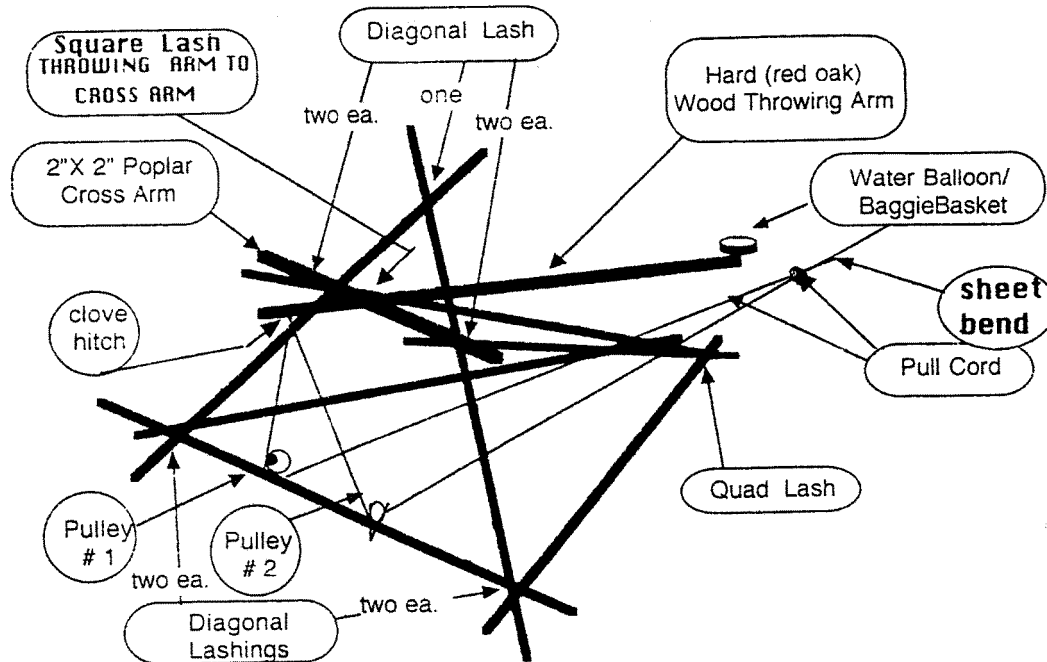 Square Lash
THROWING ARM TO
CROSS ARM
Diagonal Lash
one
two ea.
two ea.
Hard (red oak)
Wood Throwing Arm
2"X 2" Poplar
Cross Arm
Water Balloon/
BaggieBasket
clove
hitch
sheet
bend
Pull Cord
Quad Lash
Pulley
# 1
Pulley
# 2
two ea.
two ea.
Diagonal
Lashings